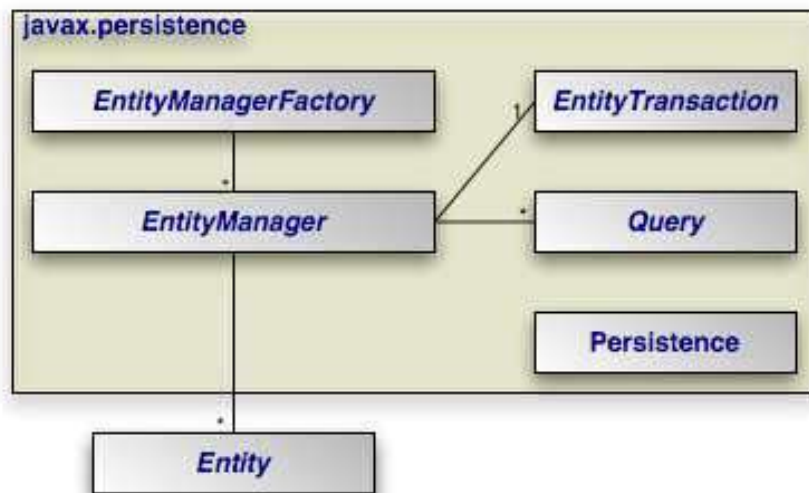 javax.persistence
EntityManagerFactory
EntityTransaction
1
*
EntityManager
*
Query
Persistence
*
Entity